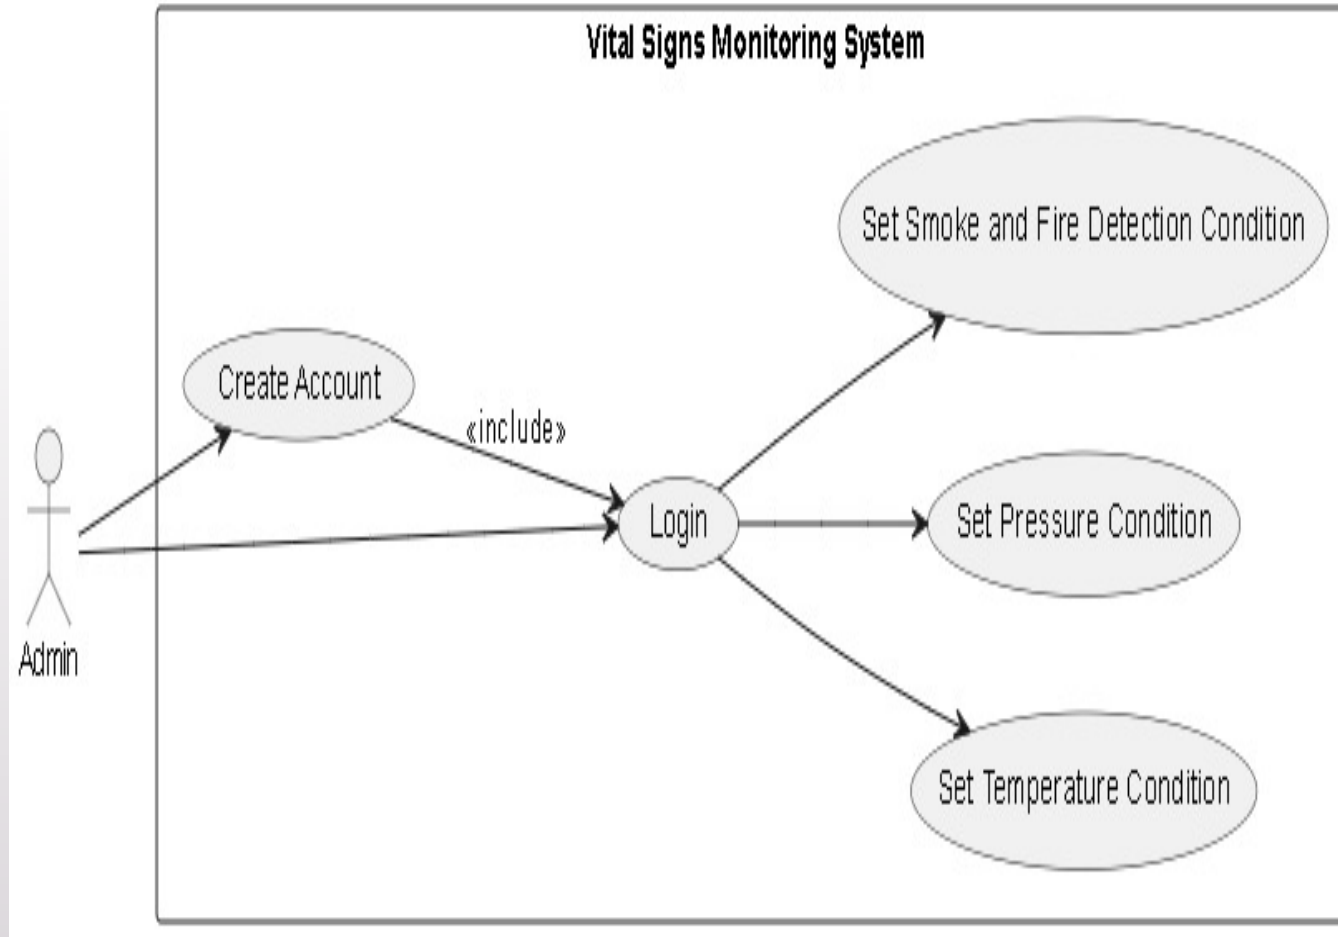 Vital Signs Monitoring System
Set Smoke and Fire Detection Condition
Create Account
«include»
Login
Set Pressure Condition
Admin
Set Temperature Condition